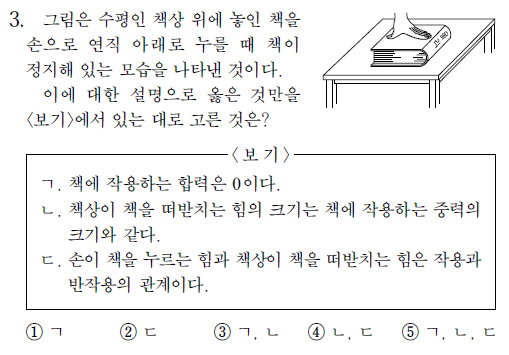 3. 그림은 수평인 책상 위에 놓인 책을
손으로 연직 아래로 누를 때 책이
정지해 있는 모습을 나타낸 것이다.
이에 대한 설명으로 옳은 것만을
〈보기〉에서 있는 대로 고른 것은?
〈보 기〉
ㄱ. 책에 작용하는 합력은 0이다.
ㄴ. 책상이 책을 떠받치는 힘의 크기는 책에 작용하는 중력의
크기와 같다.
ㄷ. 손이 책을 누르는 힘과 책상이 책을 떠받치는 힘은 작용과
반작용의 관계이다.
① ㄱ ② ㄷ ③ ㄱ, ㄴ ④ ㄴ, ㄷ ⑤ ㄱ, ㄴ, ㄷ